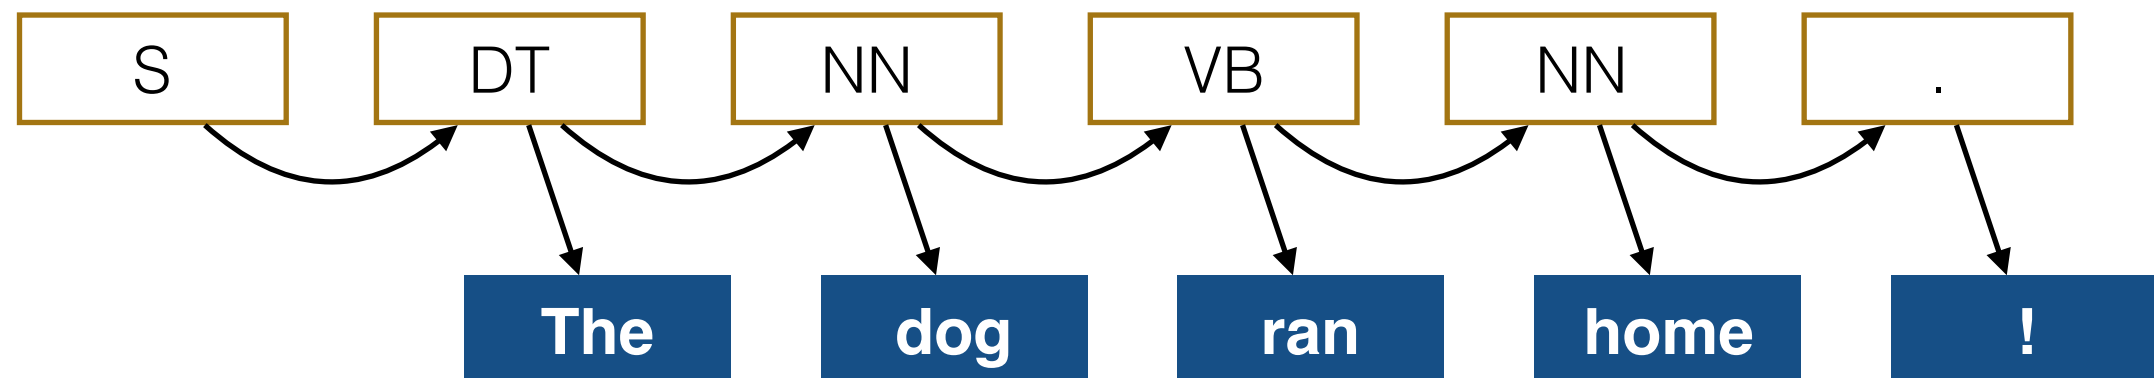 S DT NN VB NN .
The dog ran home !